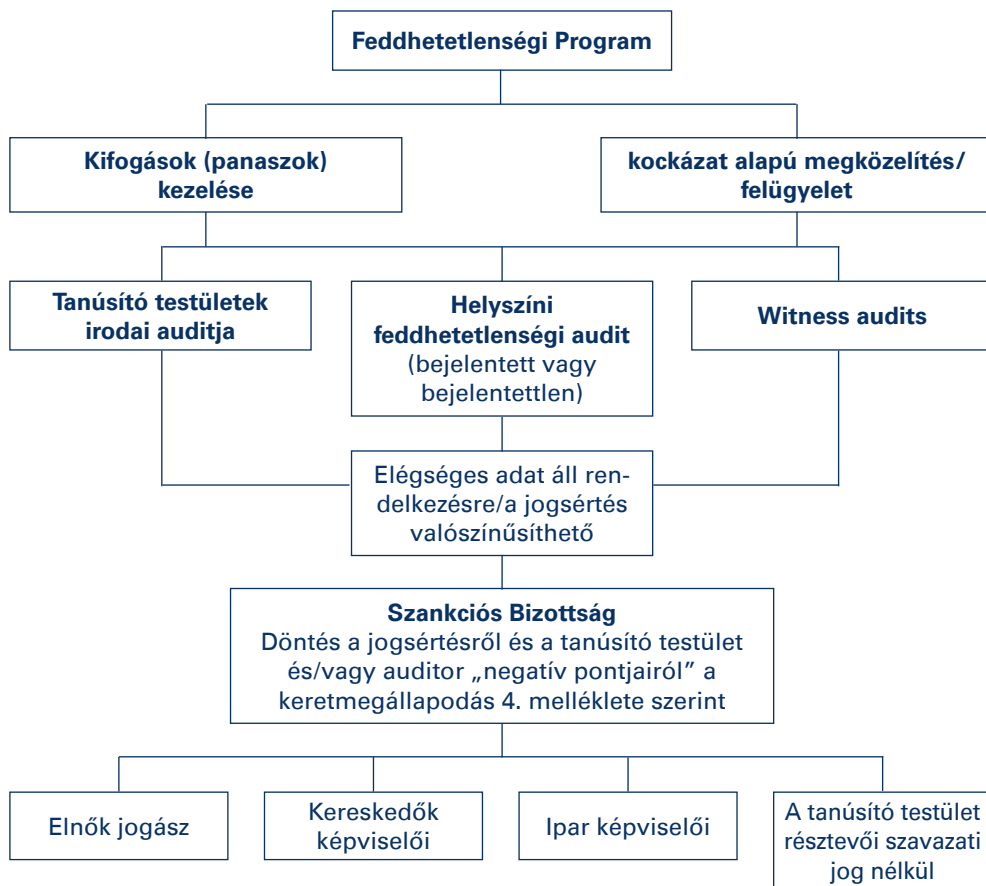 Feddhetetlenségi Program
Kifogások (panaszok)
kezelése
kockázat alapú megközelítés/
felügyelet
Tanúsító testületek
irodai auditja
Helyszíni
feddhetetlenségi audit
(bejelentett vagy
bejelentettlen)
Witness audits
Elégséges adat áll ren-
delkezésre/a jogsértés
valószínűsíthető
Szankciós Bizottság
Döntés a jogsértésről és a tanúsító testület
és/vagy auditor „negatív pontjairól” a
keretmegállapodás 4. melléklete szerint
Elnők jogász
Kereskedők
képviselői
Ipar képviselői
A tanúsító testület
résztevői szavazati
jog nélkül